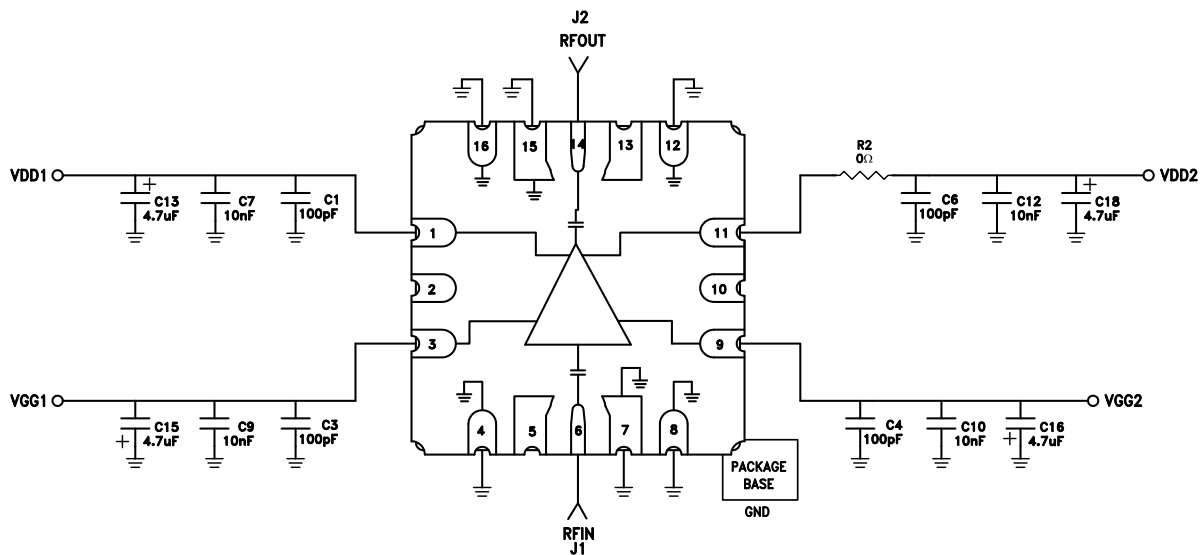 J2
RFOUT
16
15
14
13
12
VDD1
C13
4.7uF
+
C7
10nF
C1
100pF
1
11
R2
0Ω
C6
100pF
C12
10nF
C18
4.7uF
+
VDD2
2
10
3
9
VGG1
C15
4.7uF
+
C9
10nF
C3
100pF
C4
100pF
C10
10nF
C16
4.7uF
+
VGG2
4
5
6
7
8
PACKAGE
BASE
GND
RFIN
J1